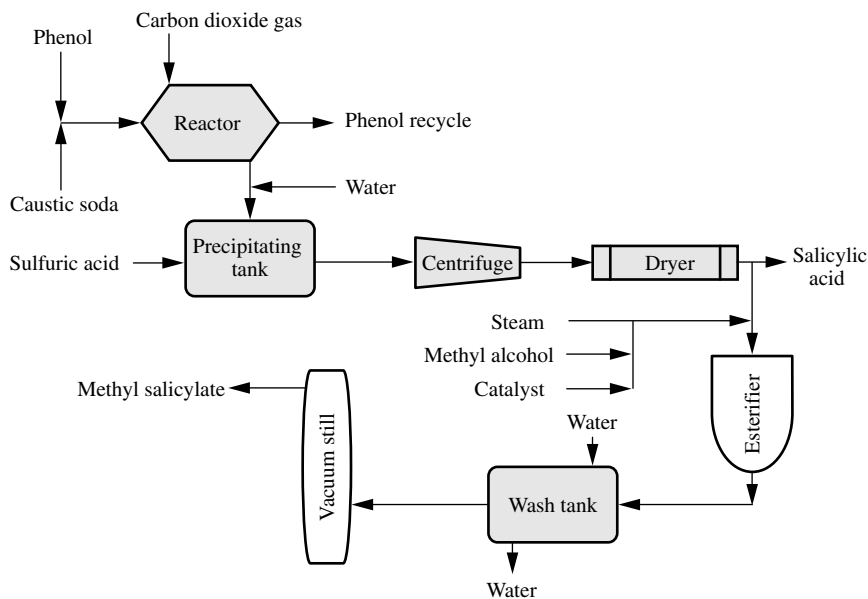 Carbon dioxide gas
Phenol
Reactor
Phenol recycle
Water
Caustic soda
Precipitating
tank
Sulfuric acid
Centrifuge
Dryer
Salicylic
acid
Steam
Methyl alcohol
Catalyst
Methyl salicylate
Vacuum still
Esterifier
Water
Wash tank
Water